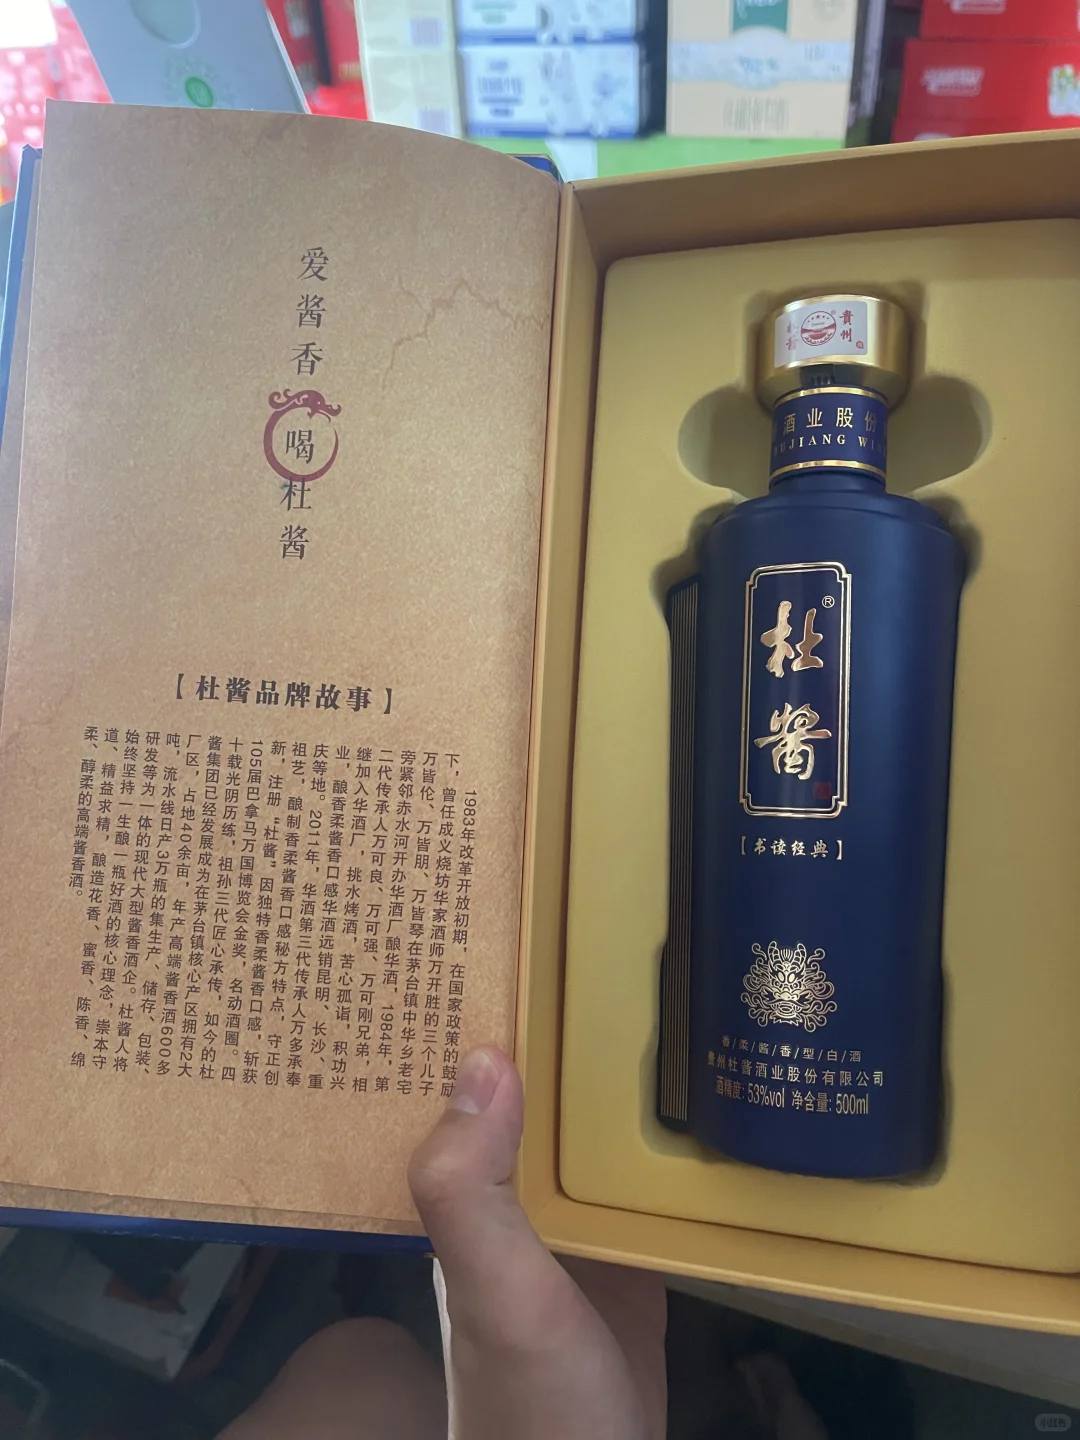 爱酱香喝杜酱
【杜酱品牌故事】
1983年改革开放初期，在国家政策的鼓励
下，曾任成义烧坊华家酒师万开胜的三个儿子
万皆伦、万皆朋、万皆琴在茅台镇中华乡老宅
旁紧邻赤水河开办华酒厂酿华酒，1984年，第
二代传承人万可良、万可强、万可刚兄弟，相
继加入华酒厂，挑水烤酒，苦心孤诣，积功兴
业，酿香柔酱香口感华酒远销昆明、长沙、重
庆等地。2011年，华酒第三代传承人万多承奉
祖艺，酿制香柔酱香口感秘方特点，守正创
新，注册“杜酱”因独特香柔酱香口感，斩获
105届巴拿马万国博览会金奖，名动酒圈。四
十载光阴历练，祖孙三代匠心承传，如今的杜
酱集团已经发展成为在茅台镇核心产区拥有2大
厂区，占地40余亩，年产高端酱香酒600多
吨，流水线日产3万瓶的集生产、储存、包装、
研发等为一体的现代大型酱香酒企。杜酱人将
始终坚持一生酿一瓶好酒的核心理念，崇本守
道、精益求精，酿造花香、蜜香、陈香、绵
柔、醇柔的高端酱香酒。
貴州
杜酱
酒业股份
UJIANG WI
杜酱®
【书读经典】
香/柔/酱/香/型/白/酒
贵州杜酱酒业股份有限公司
酒精度: 53%vol 净含量: 500ml
小红书